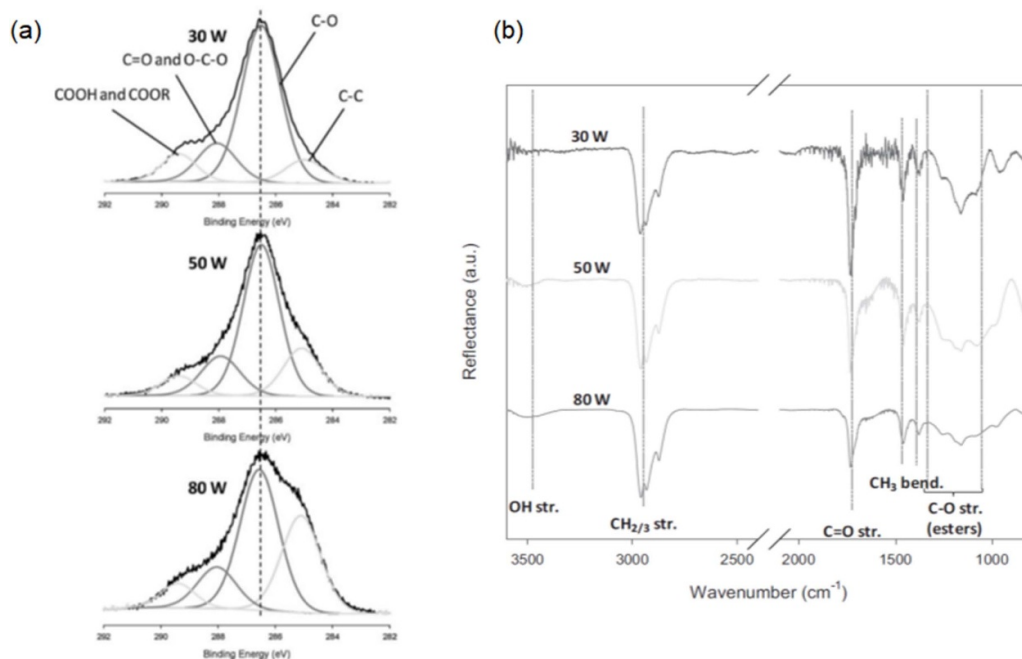 (a)
30 W
C-O
C=O and O-C-O
COOH and COOR
C-C
292 290 288 286 284 282
Binding Energy (eV)
50 W
292 290 288 286 284 282
Binding Energy (eV)
80 W
292 290 288 286 284 282
Binding Energy (eV)
(b)
Reflectance (a.u.)
30 W
50 W
80 W
OH str.
CH2/3 str.
C=O str.
CH3 bend.
C-O str.
(esters)
3500 3000 2500 2000 1500 1000
Wavenumber (cm-1)